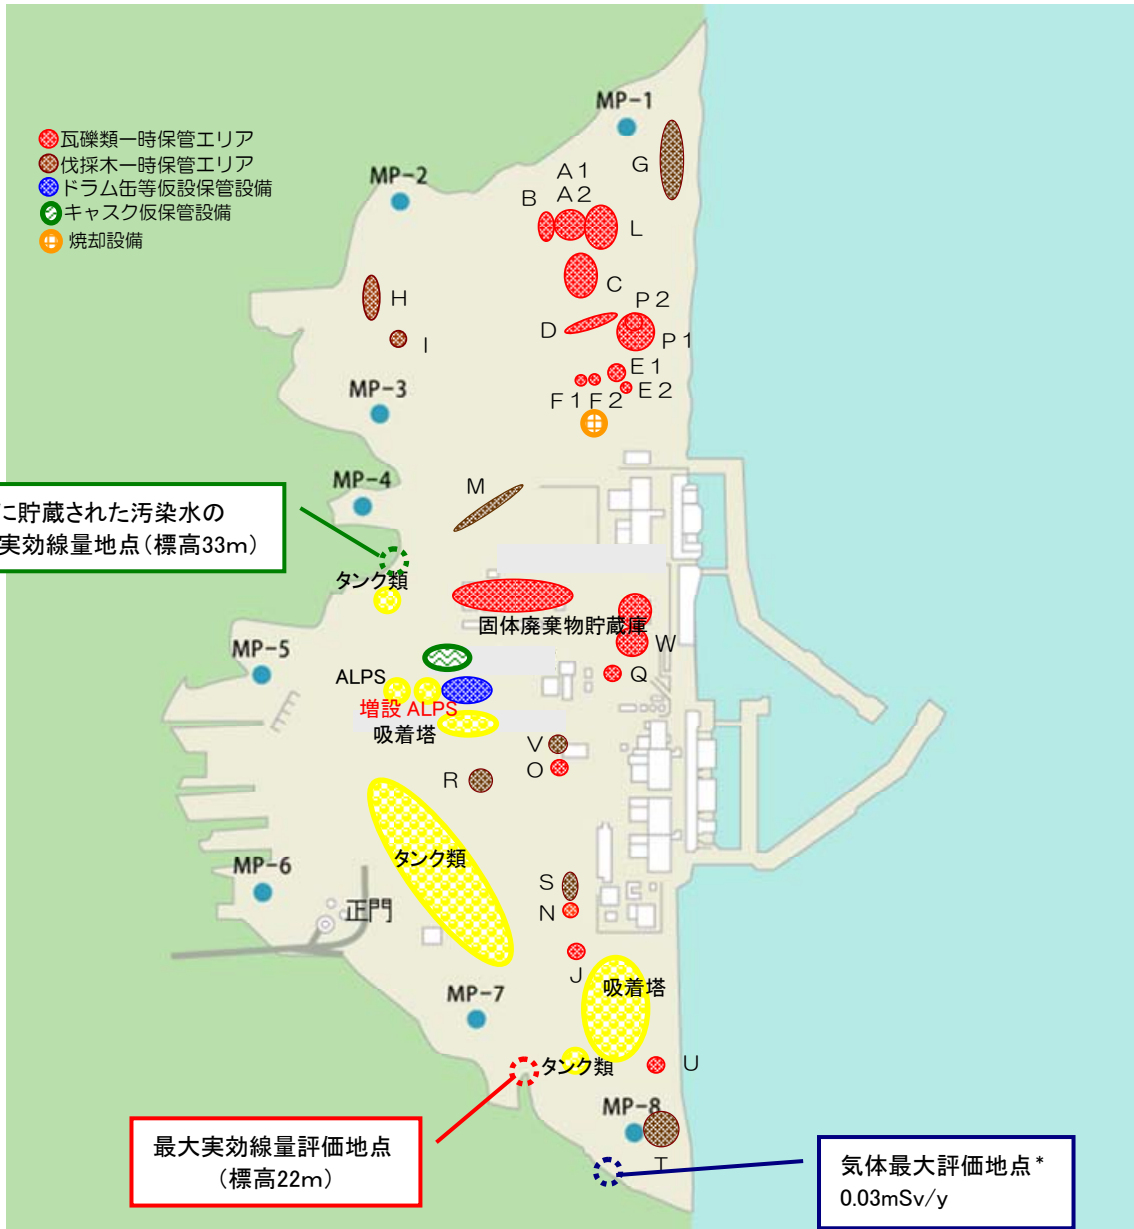 MP-1
瓦礫類一時保管エリア
伐採木一時保管エリア
ドラム缶等仮設保管設備
キャスク仮保管設備
焼却設備
MP-2
G
A1
A2
B
L
C
H
P2
D
P1
I
E1
E2
F1 F2
MP-3
MP-4
M
に貯蔵された汚染水の
実効線量地点(標高33m)
タンク類
固体廃棄物貯蔵庫
W
MP-5
ALPS
Q
増設 ALPS
吸着塔
V
O
R
タンク類
MP-6
正門
S
N
J
吸着塔
MP-7
タンク類
U
MP-8
T
最大実効線量評価地点
(標高22m)
気体最大評価地点*
0.03mSv/y